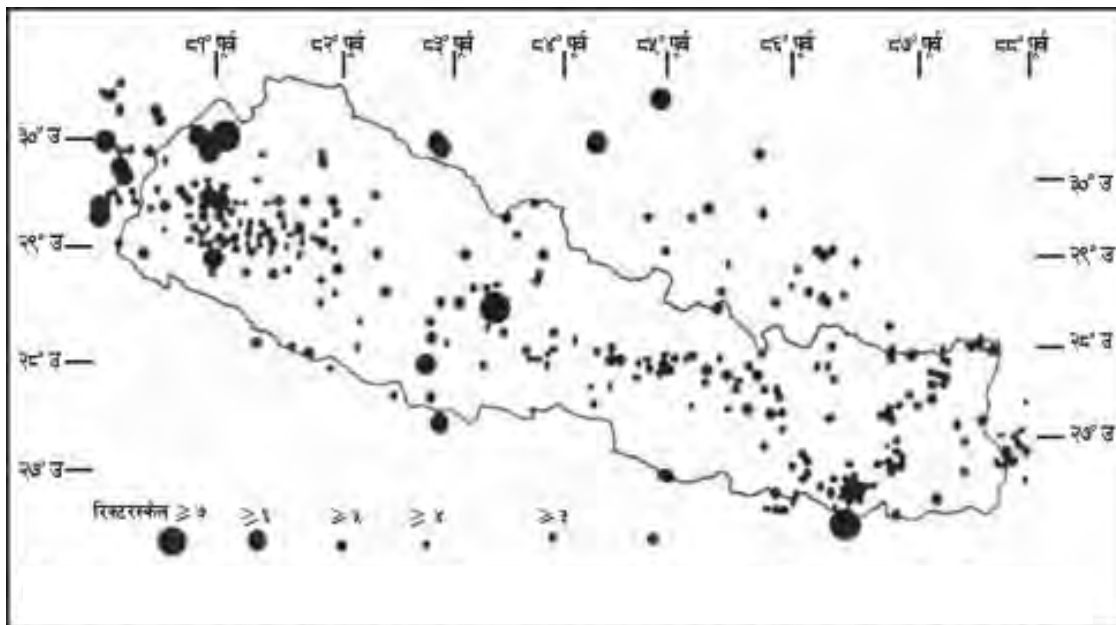 ८१° पूर्व ८२° पूर्व ८३° पूर्व ८४° पूर्व ८५° पूर्व ८६° पूर्व ८७° पूर्व ८८° पूर्व
३०° उ
३०° उ
२९° उ
२९° उ
२८° उ
२८° उ
२७° उ
२७° उ
रिक्टरस्केल ≥ ७ ≥ ६ ≥ ५ ≥ ४ ≥ ३